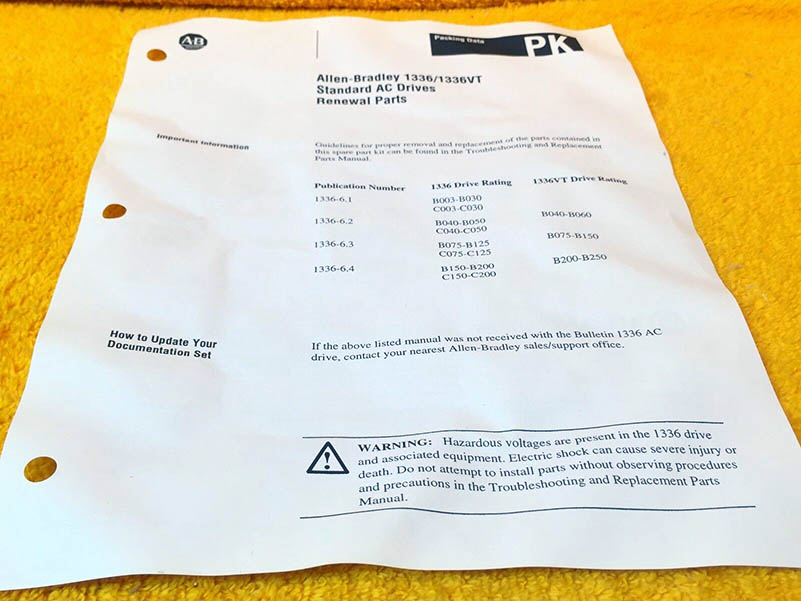 AB
Packing Data
PK
Allen-Bradley 1336/1336VT
Standard AC Drives
Renewal Parts
Important Information
Guidelines for proper removal and replacement of the parts contained in
this spare part kit can be found in the Troubleshooting and Replacement
Parts Manual.
Publication Number 1336 Drive Rating 1336VT Drive Rating
1336-6.1 B003-B030
C003-C030
1336-6.2 B040-B050 B040-B060
C040-C050
1336-6.3 B075-B125 B075-B150
C075-C125
1336-6.4 B150-B200 B200-B250
C150-C200
How to Update Your
Documentation Set
If the above listed manual was not received with the Bulletin 1336 AC
drive, contact your nearest Allen-Bradley sales/support office.
WARNING: Hazardous voltages are present in the 1336 drive
and associated equipment. Electric shock can cause severe injury or
death. Do not attempt to install parts without observing procedures
and precautions in the Troubleshooting and Replacement Parts
Manual.